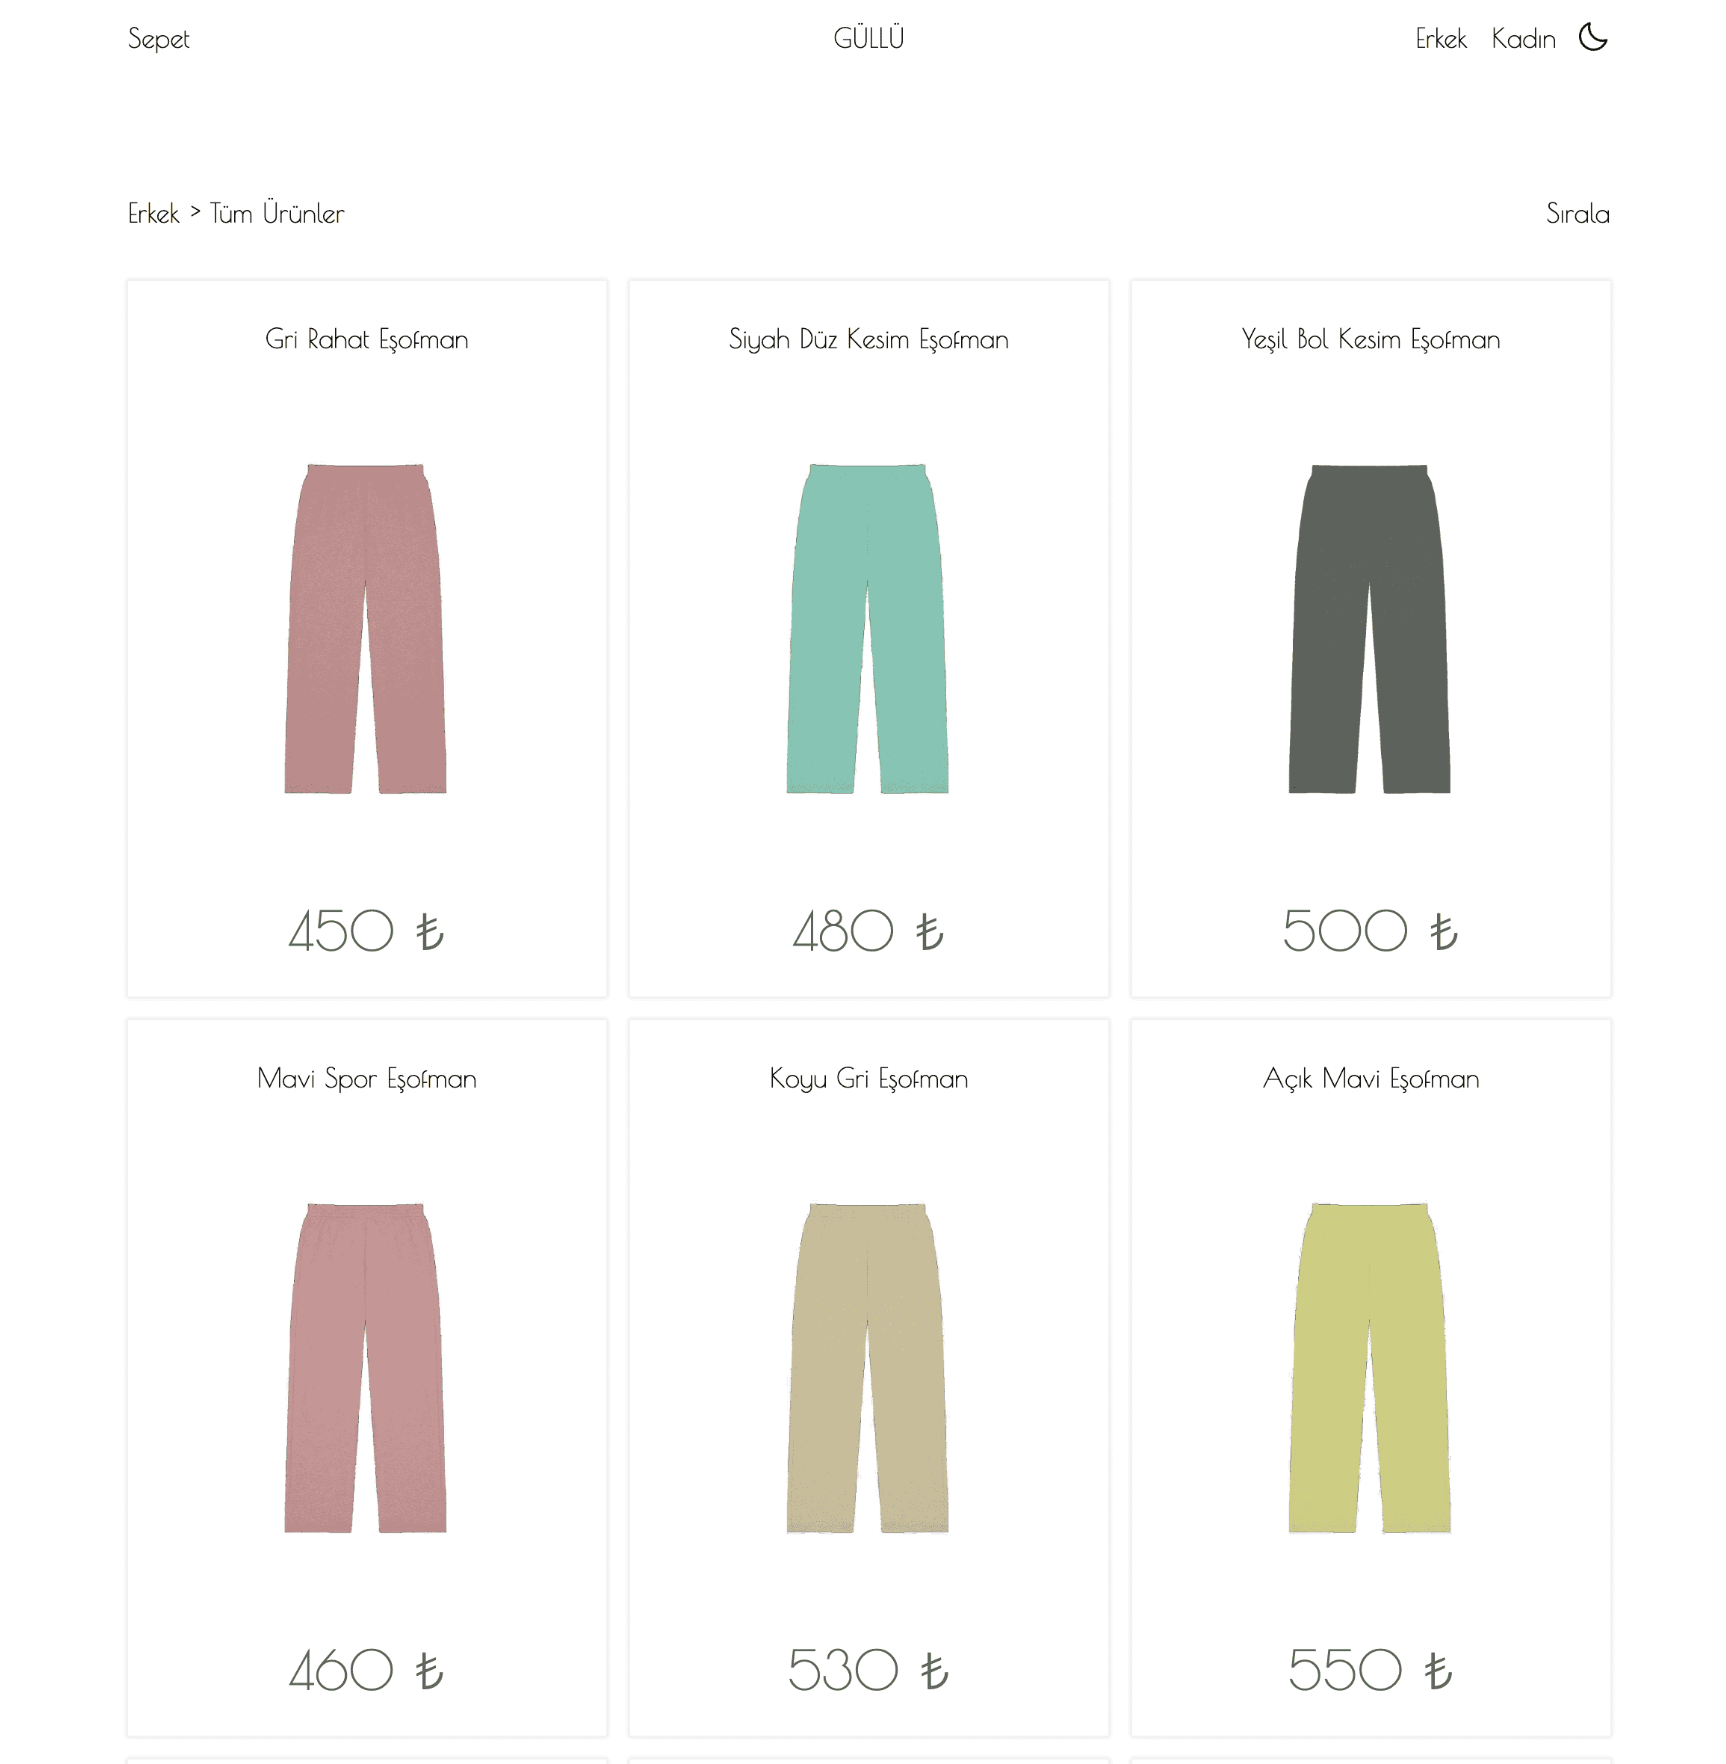 Sepet
GÜLLÜ
Erkek Kadın
Erkek > Tüm Ürünler
Sırala
Gri Rahat Eşofman
450 ₺
Siyah Düz Kesim Eşofman
480 ₺
Yeşil Bol Kesim Eşofman
500 ₺
Mavi Spor Eşofman
460 ₺
Koyu Gri Eşofman
530 ₺
Açık Mavi Eşofman
550 ₺